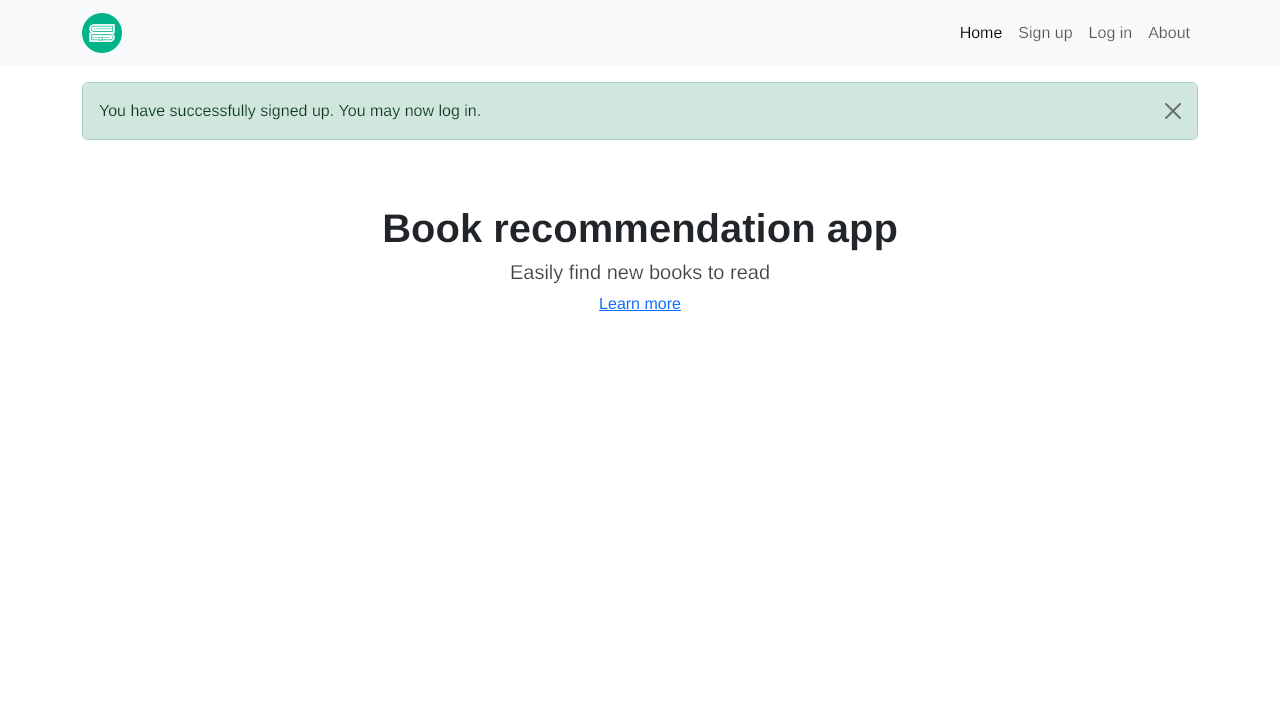 Home Sign up Log in About
You have successfully signed up. You may now log in.
Book recommendation app
Easily find new books to read
Learn more